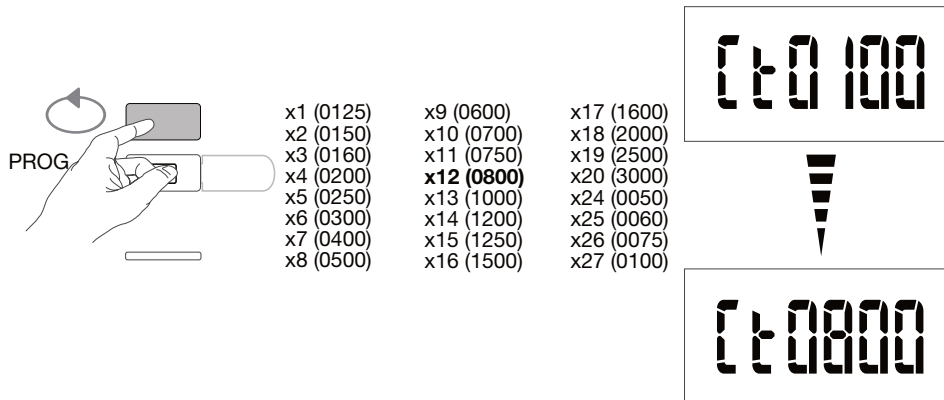 Ct0100
PROG
x1 (0125)
x2 (0150)
x3 (0160)
x4 (0200)
x5 (0250)
x6 (0300)
x7 (0400)
x8 (0500)
x9 (0600)
x10 (0700)
x11 (0750)
x12 (0800)
x13 (1000)
x14 (1200)
x15 (1250)
x16 (1500)
x17 (1600)
x18 (2000)
x19 (2500)
x20 (3000)
x24 (0050)
x25 (0060)
x26 (0075)
x27 (0100)
Ct0800